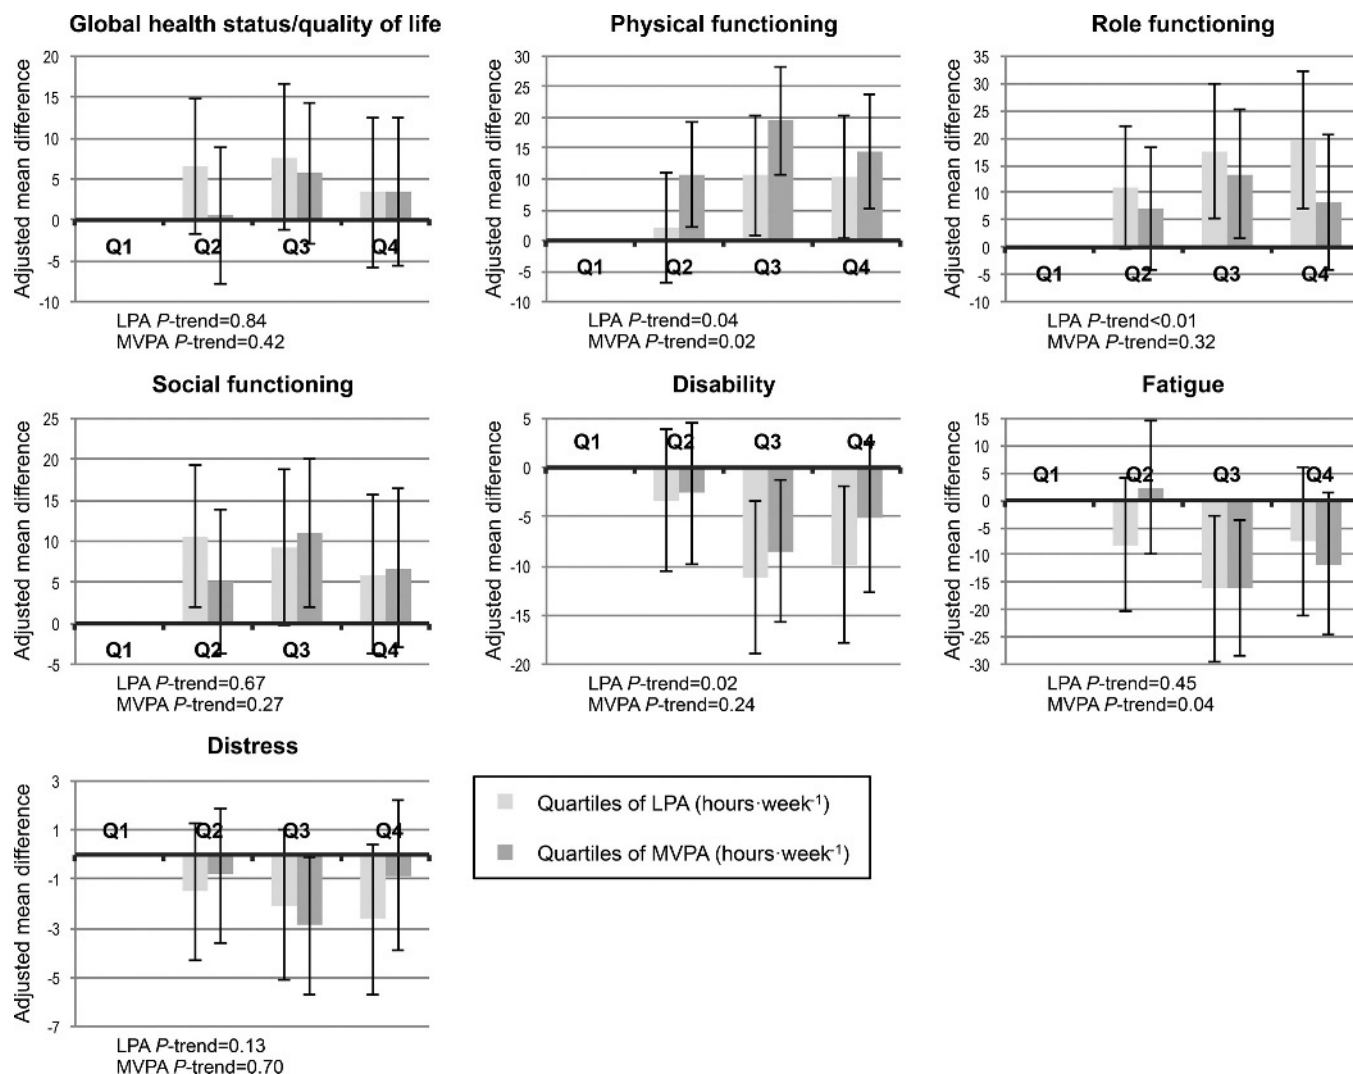 Global health status/quality of life
Adjusted mean difference
20
15
10
5
0
-5
-10
Q1 Q2 Q3 Q4
LPA P-trend=0.84
MVPA P-trend=0.42
Physical functioning
Adjusted mean difference
30
25
20
15
10
5
0
-5
-10
Q1 Q2 Q3 Q4
LPA P-trend=0.04
MVPA P-trend=0.02
Role functioning
Adjusted mean difference
35
30
25
20
15
10
5
0
-5
-10
Q1 Q2 Q3 Q4
LPA P-trend<0.01
MVPA P-trend=0.32
Social functioning
Adjusted mean difference
25
20
15
10
5
0
-5
Q1 Q2 Q3 Q4
LPA P-trend=0.67
MVPA P-trend=0.27
Disability
Adjusted mean difference
5
0
-5
-10
-15
-20
Q1 Q2 Q3 Q4
LPA P-trend=0.02
MVPA P-trend=0.24
Fatigue
Adjusted mean difference
15
10
5
0
-5
-10
-15
-20
-25
-30
Q1 Q2 Q3 Q4
LPA P-trend=0.45
MVPA P-trend=0.04
Distress
Adjusted mean difference
3
1
-1
-3
-5
-7
Q1 Q2 Q3 Q4
LPA P-trend=0.13
MVPA P-trend=0.70
Quartiles of LPA (hours·week⁻¹)
Quartiles of MVPA (hours·week⁻¹)